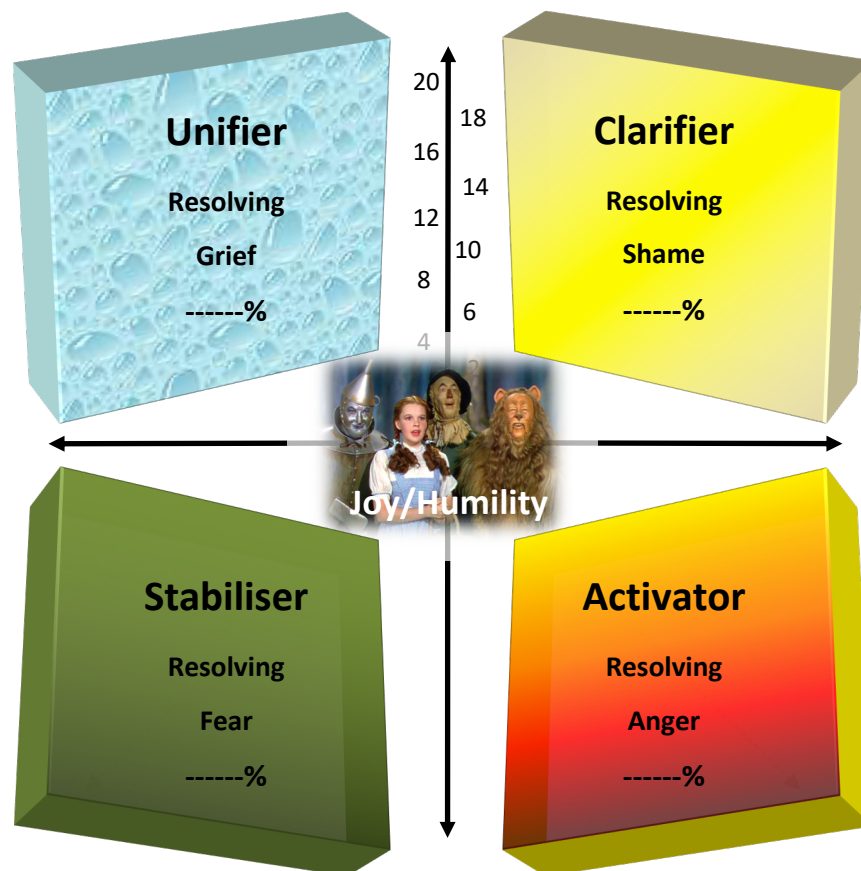 Unifier
Resolving
Grief
------%
20
18
16
14
12
10
8
6
4
2
Clarifier
Resolving
Shame
------%
Joy/Humility
Stabiliser
Resolving
Fear
------%
Activator
Resolving
Anger
------%